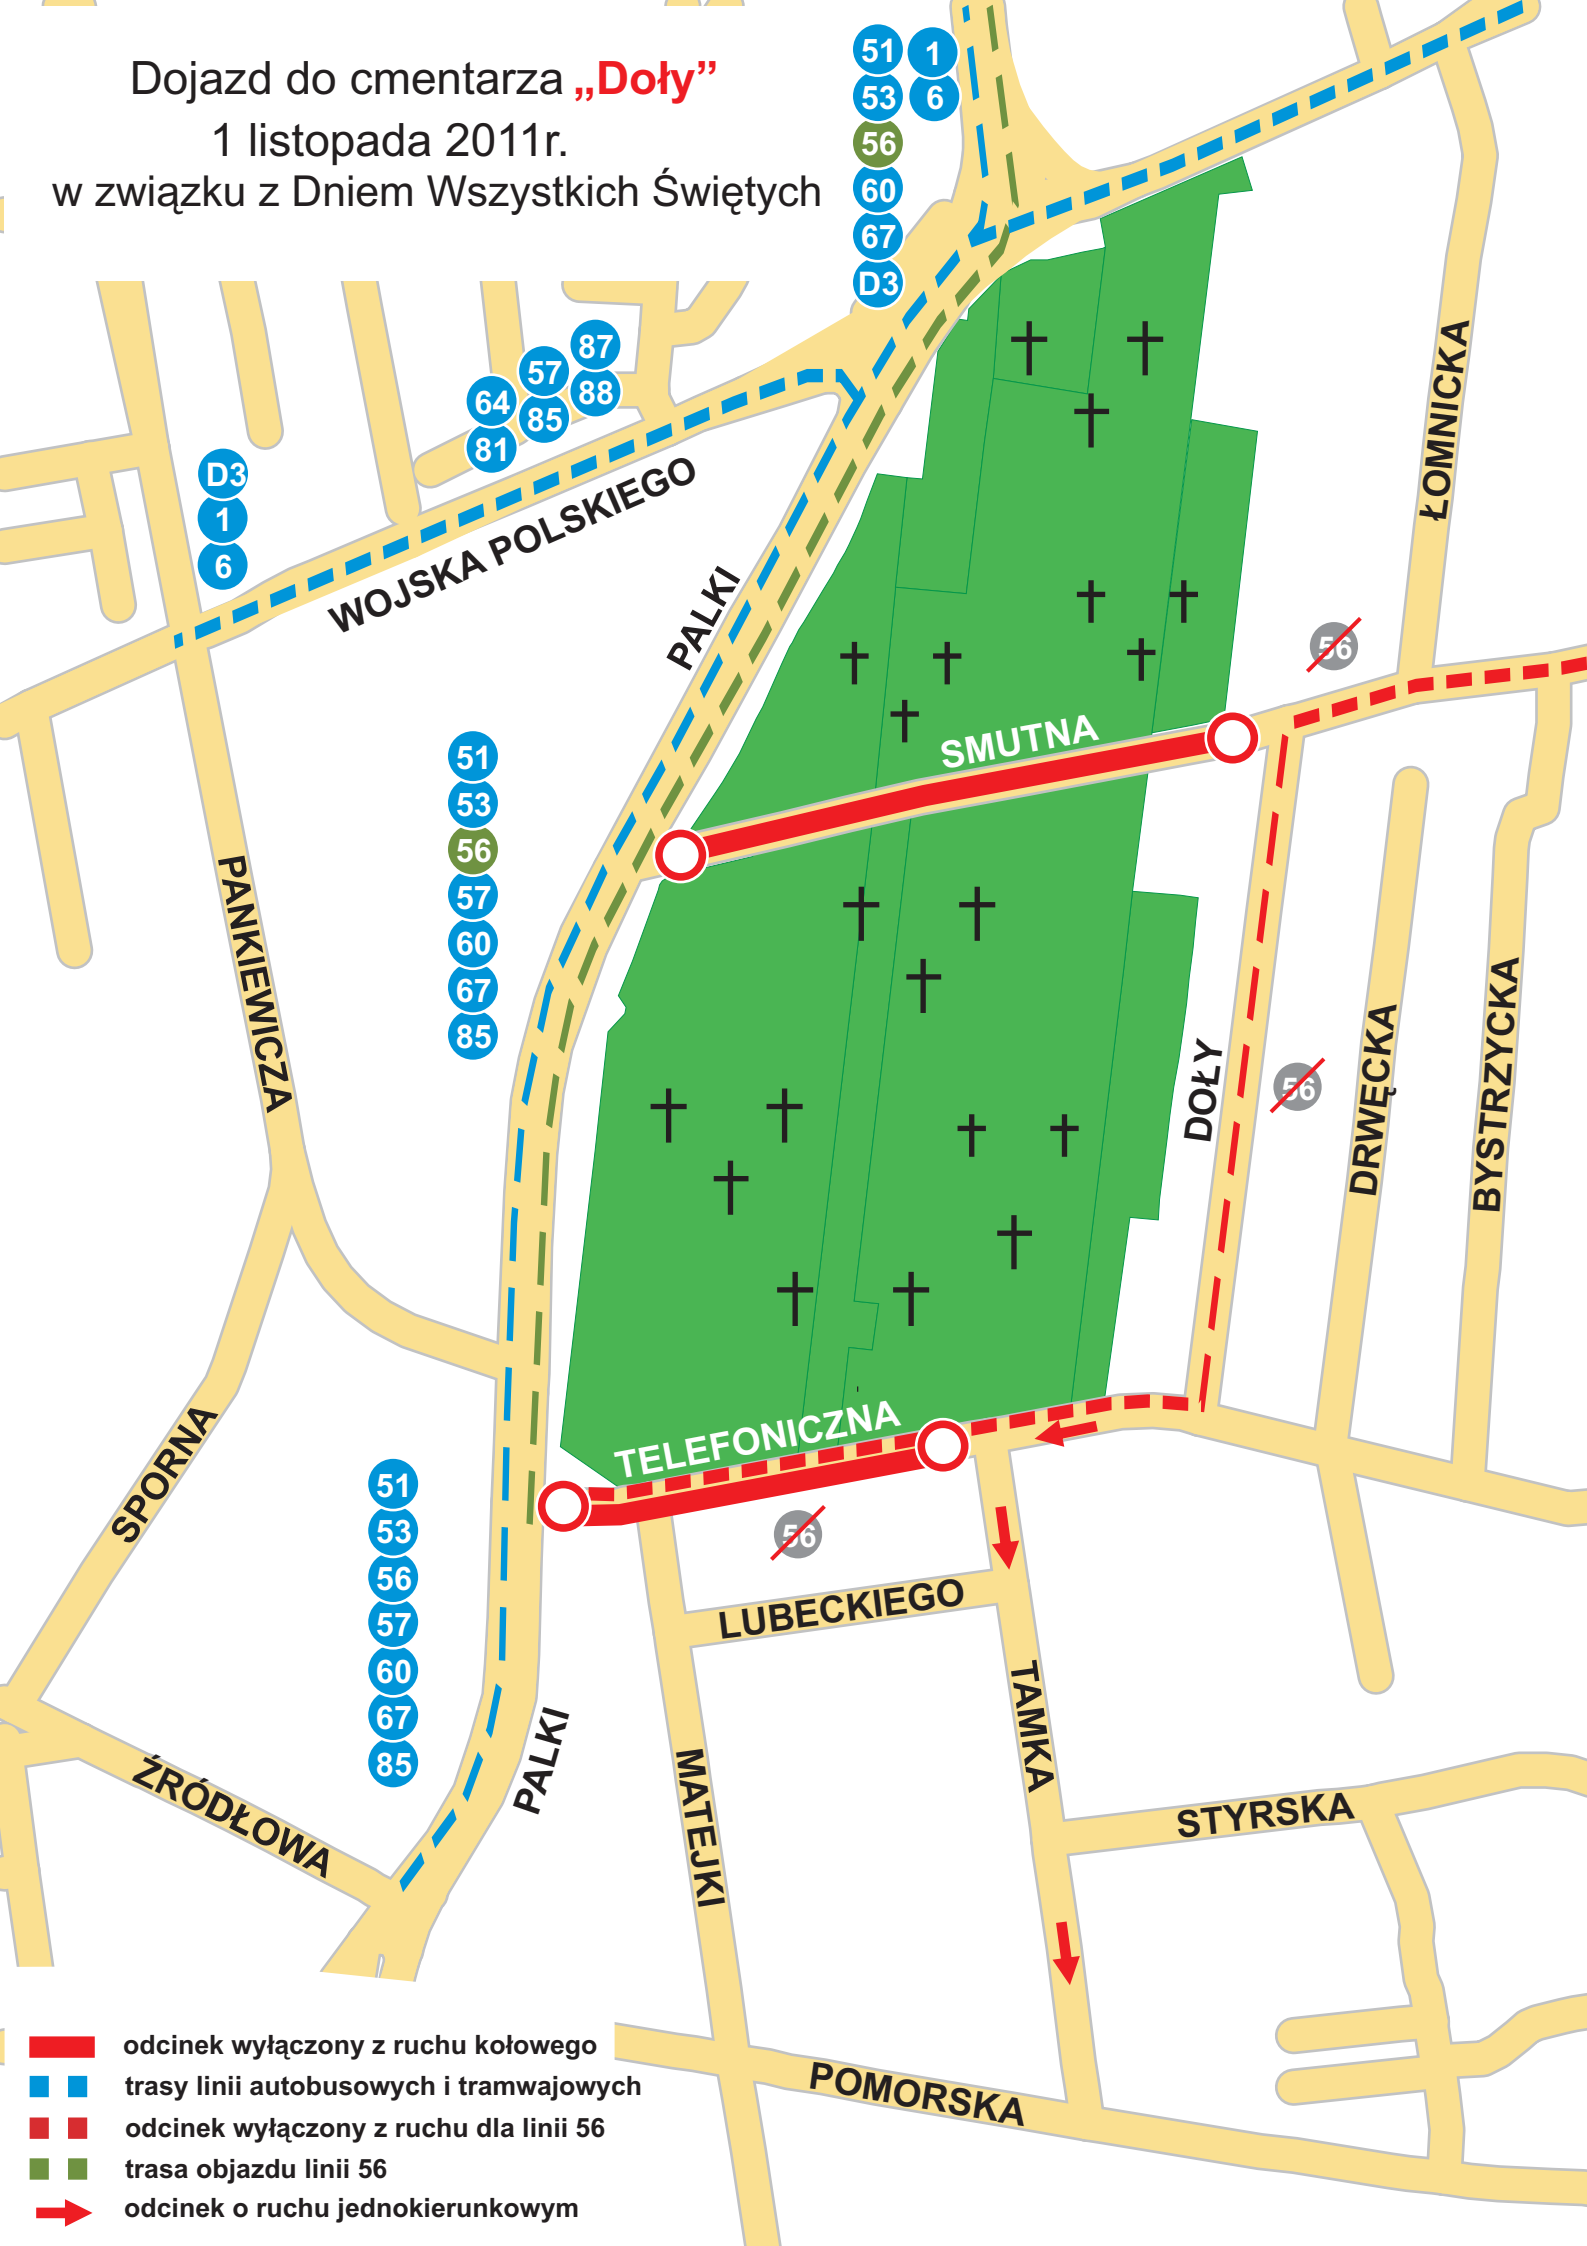 Dojazd do cmentarza „Doły”
1 listopada 2011r.
w związku z Dniem Wszystkich Świętych
51
1
53
6
56
60
67
D3
87
57
88
64
85
81
D3
1
6
WOJSKA POLSKIEGO
PALKI
ŁOMNICKA
56
SMUTNA
51
53
56
57
60
67
85
PANKIEWICZA
DOŁY
56
DRWĘCKA
BYSTRZYCKA
TELEFONICZNA
SPORNA
51
53
56
57
60
67
85
56
LUBECKIEGO
TAMKA
PALKI
MATEJKI
ŹRÓDŁOWA
STYRSKA
POMORSKA
odcinek wyłączony z ruchu kołowego
trasy linii autobusowych i tramwajowych
odcinek wyłączony z ruchu dla linii 56
trasa objazdu linii 56
odcinek o ruchu jednokierunkowym